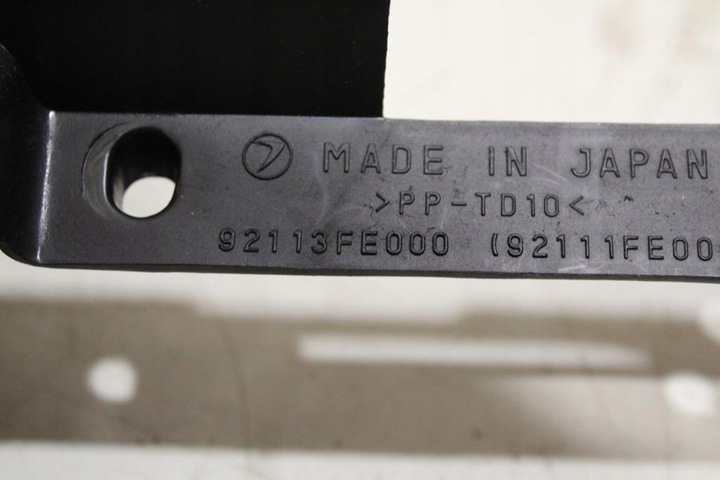 MADE IN JAPAN
>PP-TD10<
92113FE000 (92111FE00